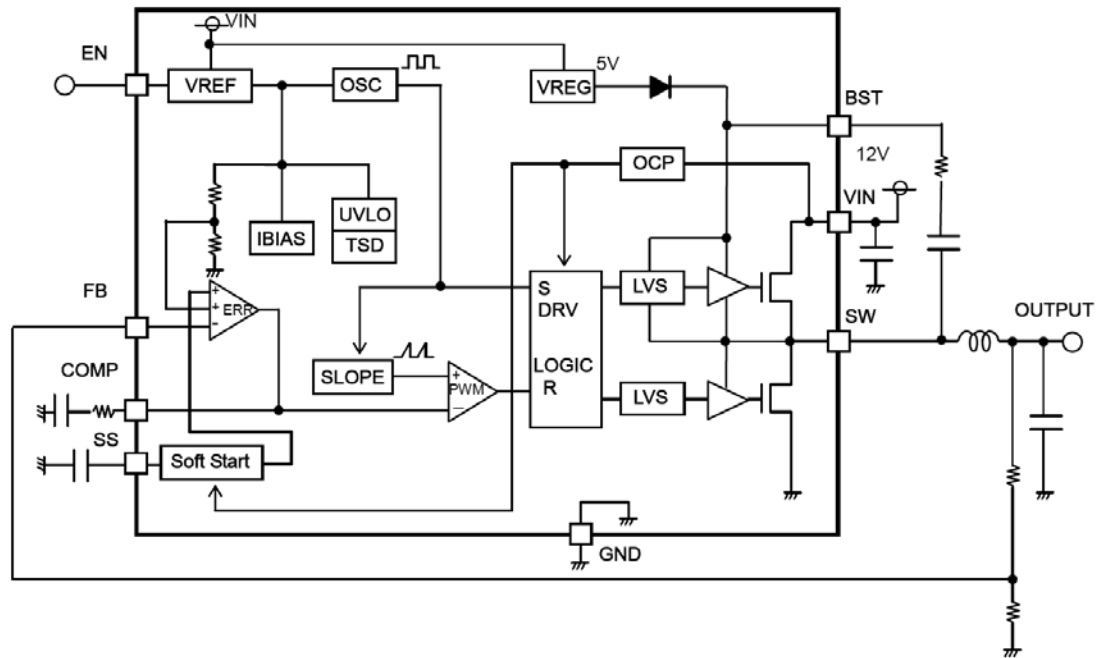 VIN
EN
VREF
OSC
5V
VREG
BST
12V
OCP
VIN
UVLO
IBIAS
TSD
FB
+
+
ERR
-
S
DRV
LVS
SW
OUTPUT
COMP
SLOPE
+
PWM
-
LOGIC
R
LVS
SS
Soft Start
GND